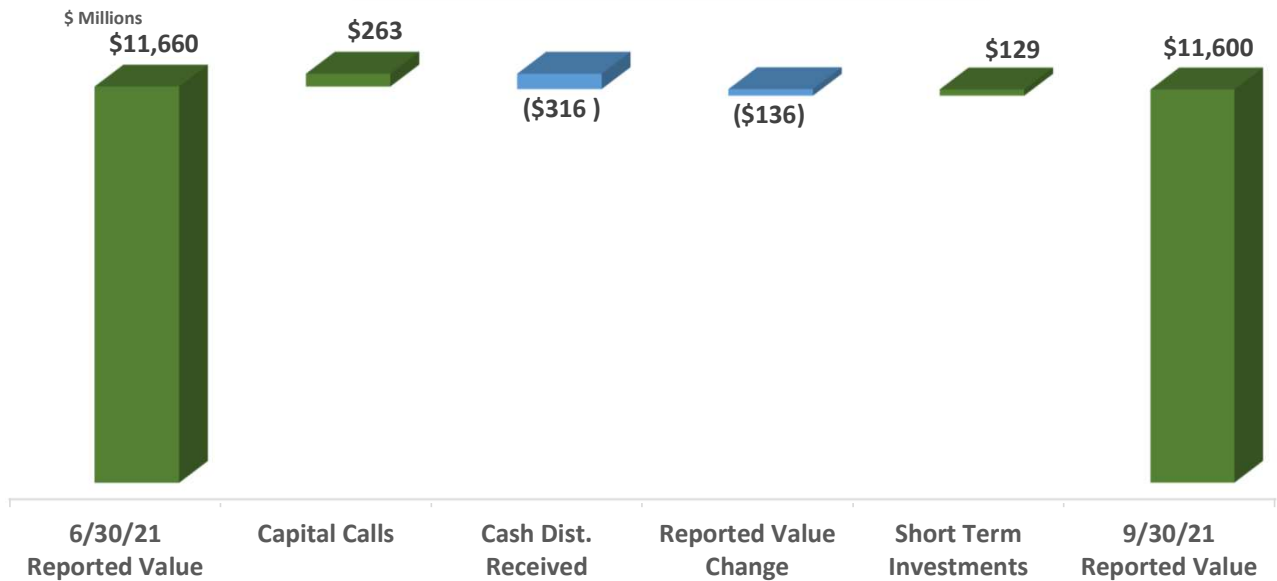 $ Millions
$11,660
$263
($316 )
($136)
$129
$11,600
6/30/21
Reported Value
Capital Calls
Cash Dist.
Received
Reported Value
Change
Short Term
Investments
9/30/21
Reported Value